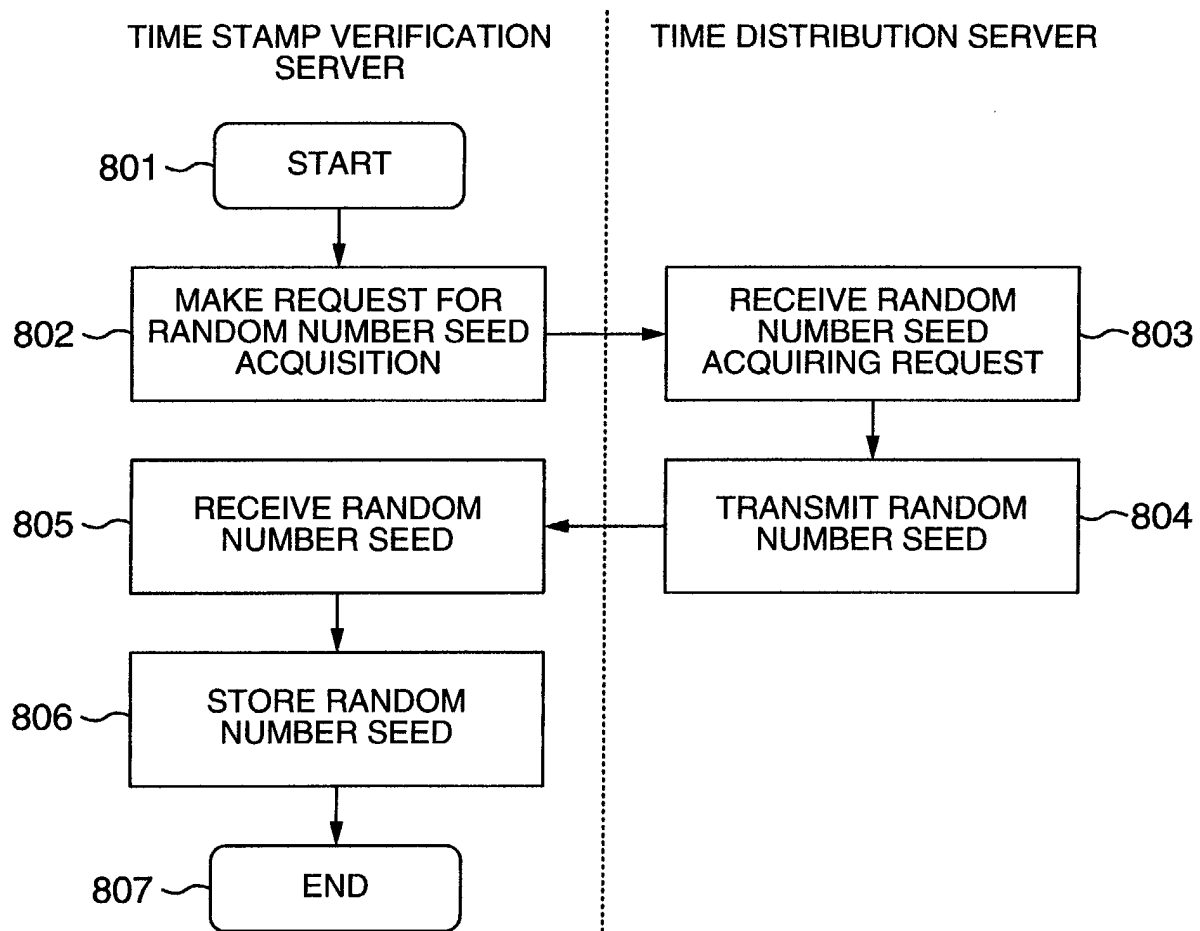 TIME STAMP VERIFICATION
SERVER
TIME DISTRIBUTION SERVER
801
START
802
MAKE REQUEST FOR
RANDOM NUMBER SEED
ACQUISITION
RECEIVE RANDOM
NUMBER SEED
ACQUIRING REQUEST
803
805
RECEIVE RANDOM
NUMBER SEED
TRANSMIT RANDOM
NUMBER SEED
804
806
STORE RANDOM
NUMBER SEED
807
END